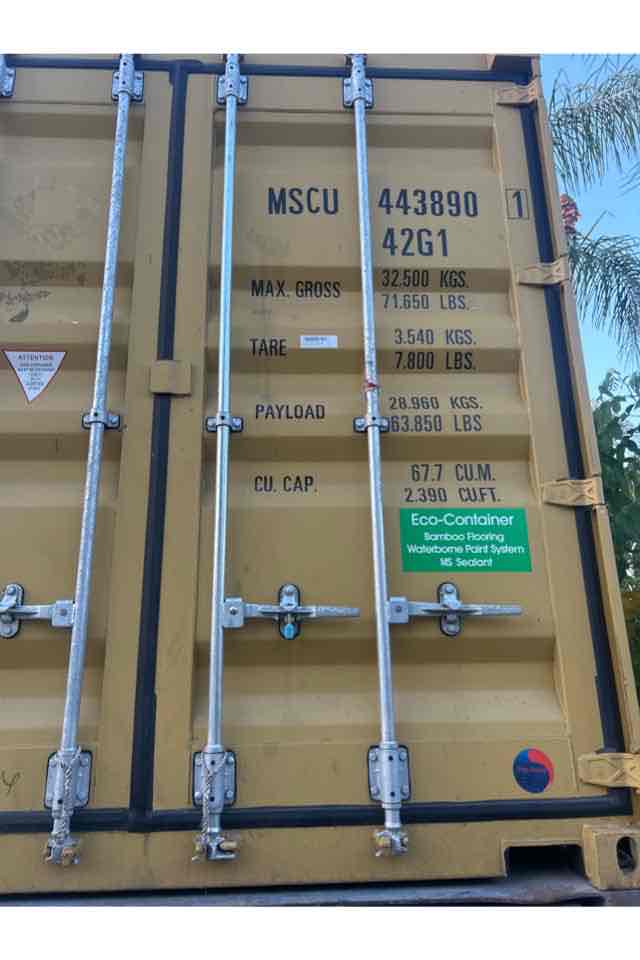 MSCU 443890 1
42G1
MAX. GROSS 32.500 KGS.
71.650 LBS.
TARE 3.540 KGS.
7.800 LBS.
ATTENTION
PAYLOAD 28.960 KGS.
63.850 LBS
CU. CAP. 67.7 CU.M.
2.390 CU.FT.
Eco-Container
Bamboo Flooring
Waterborne Paint System
MS Sealant